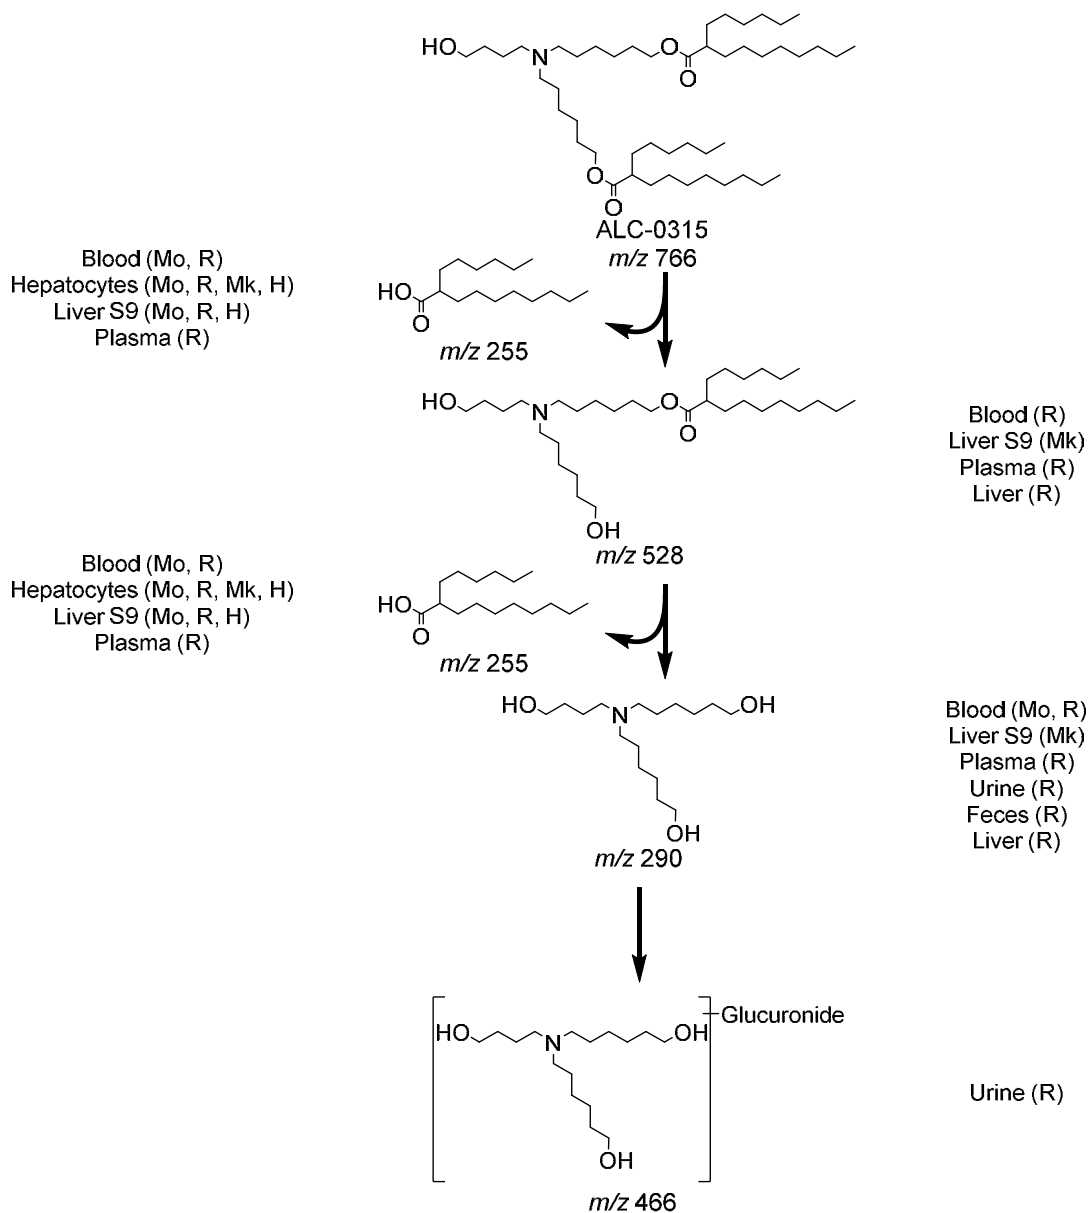 HO
N
O
O
O
O
ALC-0315
m/z 766
Blood (Mo, R)
Hepatocytes (Mo, R, Mk, H)
Liver S9 (Mo, R, H)
Plasma (R)
HO
O
m/z 255
HO
N
O
O
OH
m/z 528
Blood (R)
Liver S9 (Mk)
Plasma (R)
Liver (R)
Blood (Mo, R)
Hepatocytes (Mo, R, Mk, H)
Liver S9 (Mo, R, H)
Plasma (R)
HO
O
m/z 255
HO
N
OH
OH
m/z 290
Blood (Mo, R)
Liver S9 (Mk)
Plasma (R)
Urine (R)
Feces (R)
Liver (R)
Glucuronide
HO
N
OH
OH
m/z 466
Urine (R)